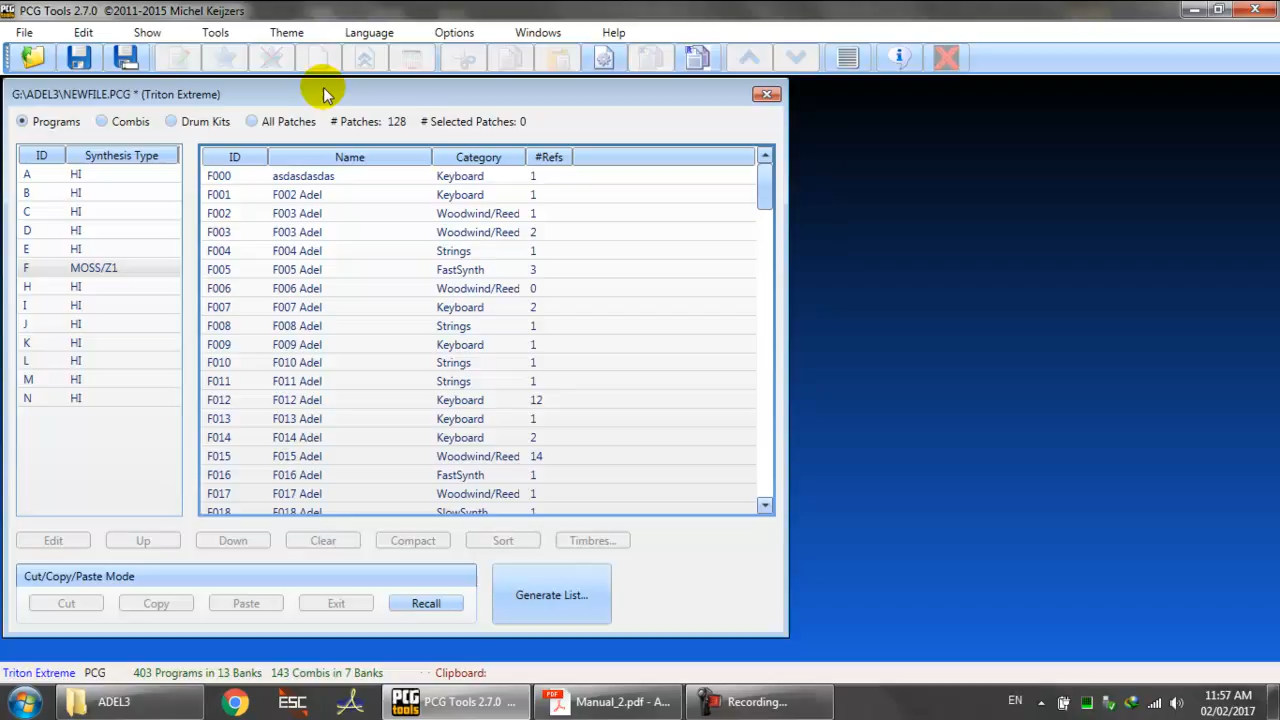 PCG Tools 2.7.0 ©2011-2015 Michel Keijzers
File Edit Show Tools Theme Language Options Windows Help
G:\ADEL3\NEWFILE.PCG * (Triton Extreme)
Programs Combis Drum Kits All Patches # Patches: 128 # Selected Patches: 0
ID Synthesis Type
A HI
B HI
C HI
D HI
E HI
F MOSS/Z1
H HI
I HI
J HI
K HI
L HI
M HI
N HI
ID Name Category #Refs
F000 asdasdasdas Keyboard 1
F001 F002 Adel Keyboard 1
F002 F003 Adel Woodwind/Reed 1
F003 F003 Adel Woodwind/Reed 2
F004 F004 Adel Strings 1
F005 F005 Adel FastSynth 3
F006 F006 Adel Woodwind/Reed 0
F007 F007 Adel Keyboard 2
F008 F008 Adel Strings 1
F009 F009 Adel Keyboard 1
F010 F010 Adel Strings 1
F011 F011 Adel Strings 1
F012 F012 Adel Keyboard 12
F013 F013 Adel Keyboard 1
F014 F014 Adel Keyboard 2
F015 F015 Adel Woodwind/Reed 14
F016 F016 Adel FastSynth 1
F017 F017 Adel Woodwind/Reed 1
F018 F018 Adel SlowSynth 1
Edit Up Down Clear Compact Sort Timbres...
Cut/Copy/Paste Mode
Cut Copy Paste Exit Recall
Generate List...
Triton Extreme PCG 403 Programs in 13 Banks 143 Combis in 7 Banks Clipboard:
ADEL3 ESC PCG tools PCG Tools 2.7.0 ... PDF Manual_2.pdf - A... Recording... EN 11:57 AM
02/02/2017